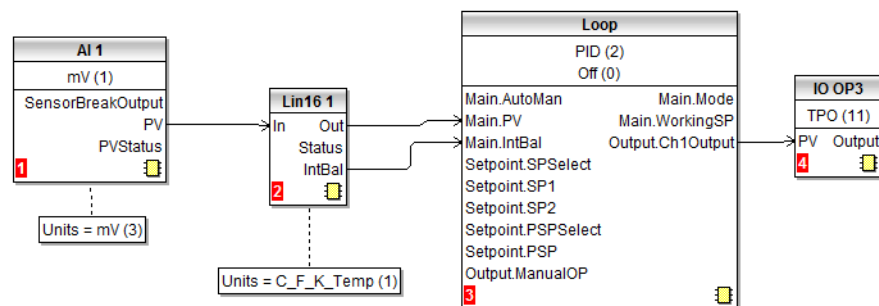 AI 1
mV (1)
SensorBreakOutput
PV
PVStatus
1
Units = mV (3)
Lin16 1
In Out
Status
IntBal
2
Units = C_F_K_Temp (1)
Loop
PID (2)
Off (0)
Main.AutoMan Main.Mode
Main.PV Main.WorkingSP
Main.IntBal Output.Ch1Output
Setpoint.SPSelect
Setpoint.SP1
Setpoint.SP2
Setpoint.PSPSelect
Setpoint.PSP
Output.ManualOP
3
IO OP3
TPO (11)
PV Output
4